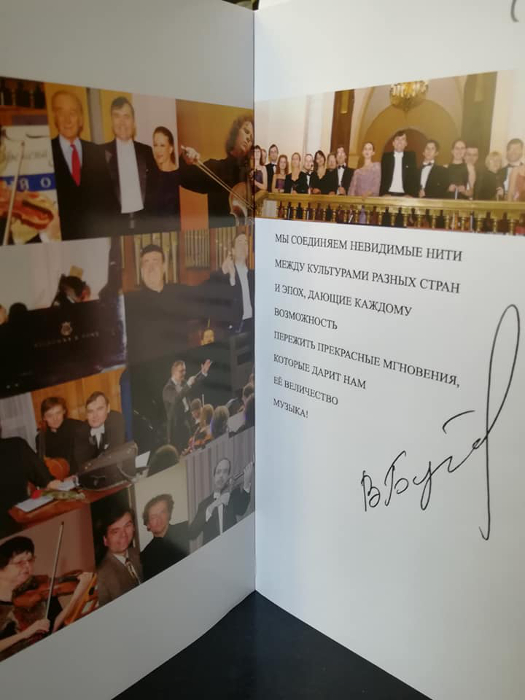 МЫ СОЕДИНЯЕМ НЕВИДИМЫЕ НИТИ
МЕЖДУ КУЛЬТУРАМИ РАЗНЫХ СТРАН
И ЭПОХ, ДАЮЩИЕ КАЖДОМУ
ВОЗМОЖНОСТЬ
ПЕРЕЖИТЬ ПРЕКРАСНЫЕ МГНОВЕНИЯ,
КОТОРЫЕ ДАРИТ НАМ
ЕЁ ВЕЛИЧЕСТВО
МУЗЫКА!